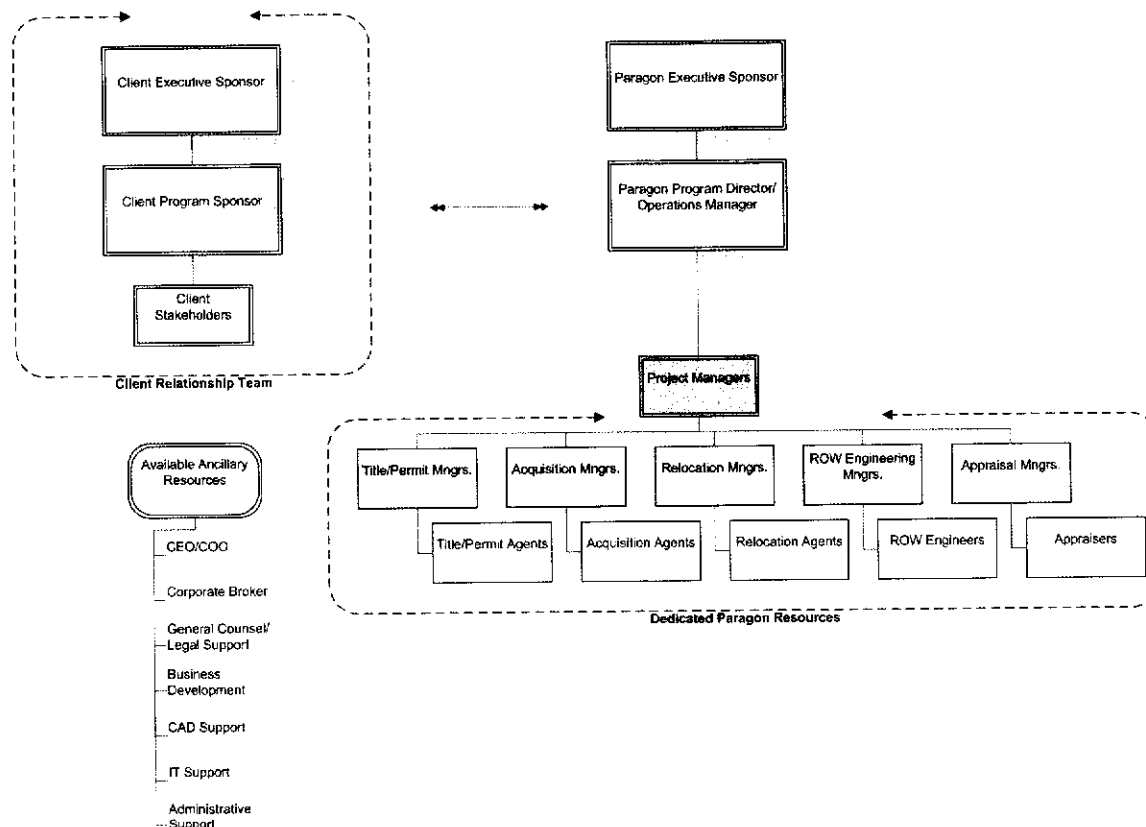 Client Executive Sponsor
Client Program Sponsor
Client
Stakeholders
Client Relationship Team
Paragon Executive Sponsor
Paragon Program Director/
Operations Manager
Project Managers
Title/Permit Mngrs.
Acquisition Mngrs.
Relocation Mngrs.
ROW Engineering
Mngrs.
Appraisal Mngrs.
Title/Permit Agents
Acquisition Agents
Relocation Agents
ROW Engineers
Appraisers
Dedicated Paragon Resources
Available Ancillary
Resources
CEO/COO
Corporate Broker
General Counsel/
Legal Support
Business
Development
CAD Support
IT Support
Administrative
Support